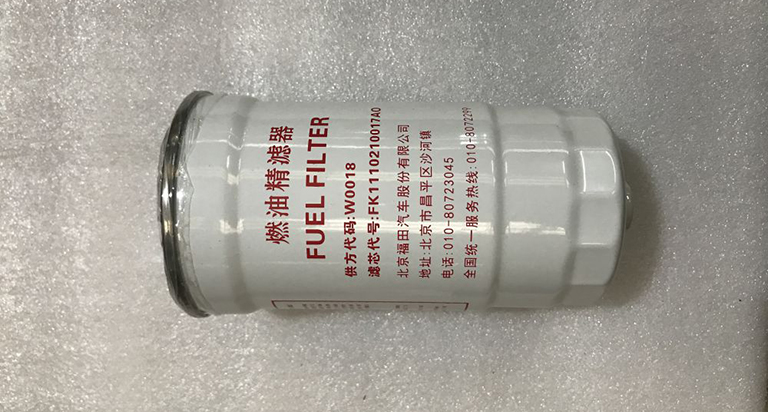 燃油精滤器
FUEL FILTER
供方代码:W0018
滤芯代号:FK1110210017A0
北京福田汽车股份有限公司
地址:北京市昌平区沙河镇
电话:010-80723045
全国统一服务热线:010-8072299